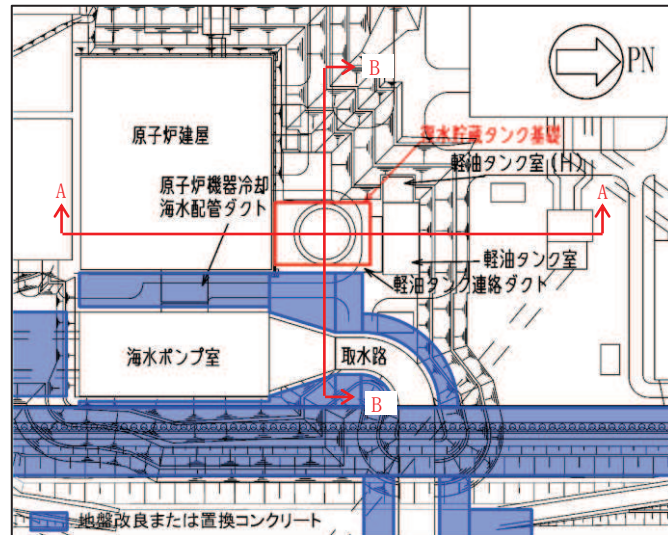 B
PN
原子炉建屋
復水貯蔵タンク基礎
軽油タンク室(H)
A
原子炉機器冷却
海水配管ダクト
A
軽油タンク室
軽油タンク連絡ダクト
海水ポンプ室
取水路
B
地盤改良または置換コンクリート